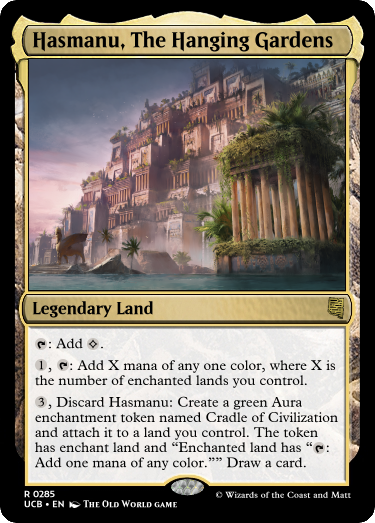 Hasmanu, The Hanging Gardens
Legendary Land
: Add .
1, : Add X mana of any one color, where X is
the number of enchanted lands you control.
3, Discard Hasmanu: Create a green Aura
enchantment token named Cradle of Civilization
and attach it to a land you control. The token
has enchant land and “Enchanted land has “:
Add one mana of any color.”” Draw a card.
R 0285
UCB • EN The Old World game
© Wizards of the Coast and Matt